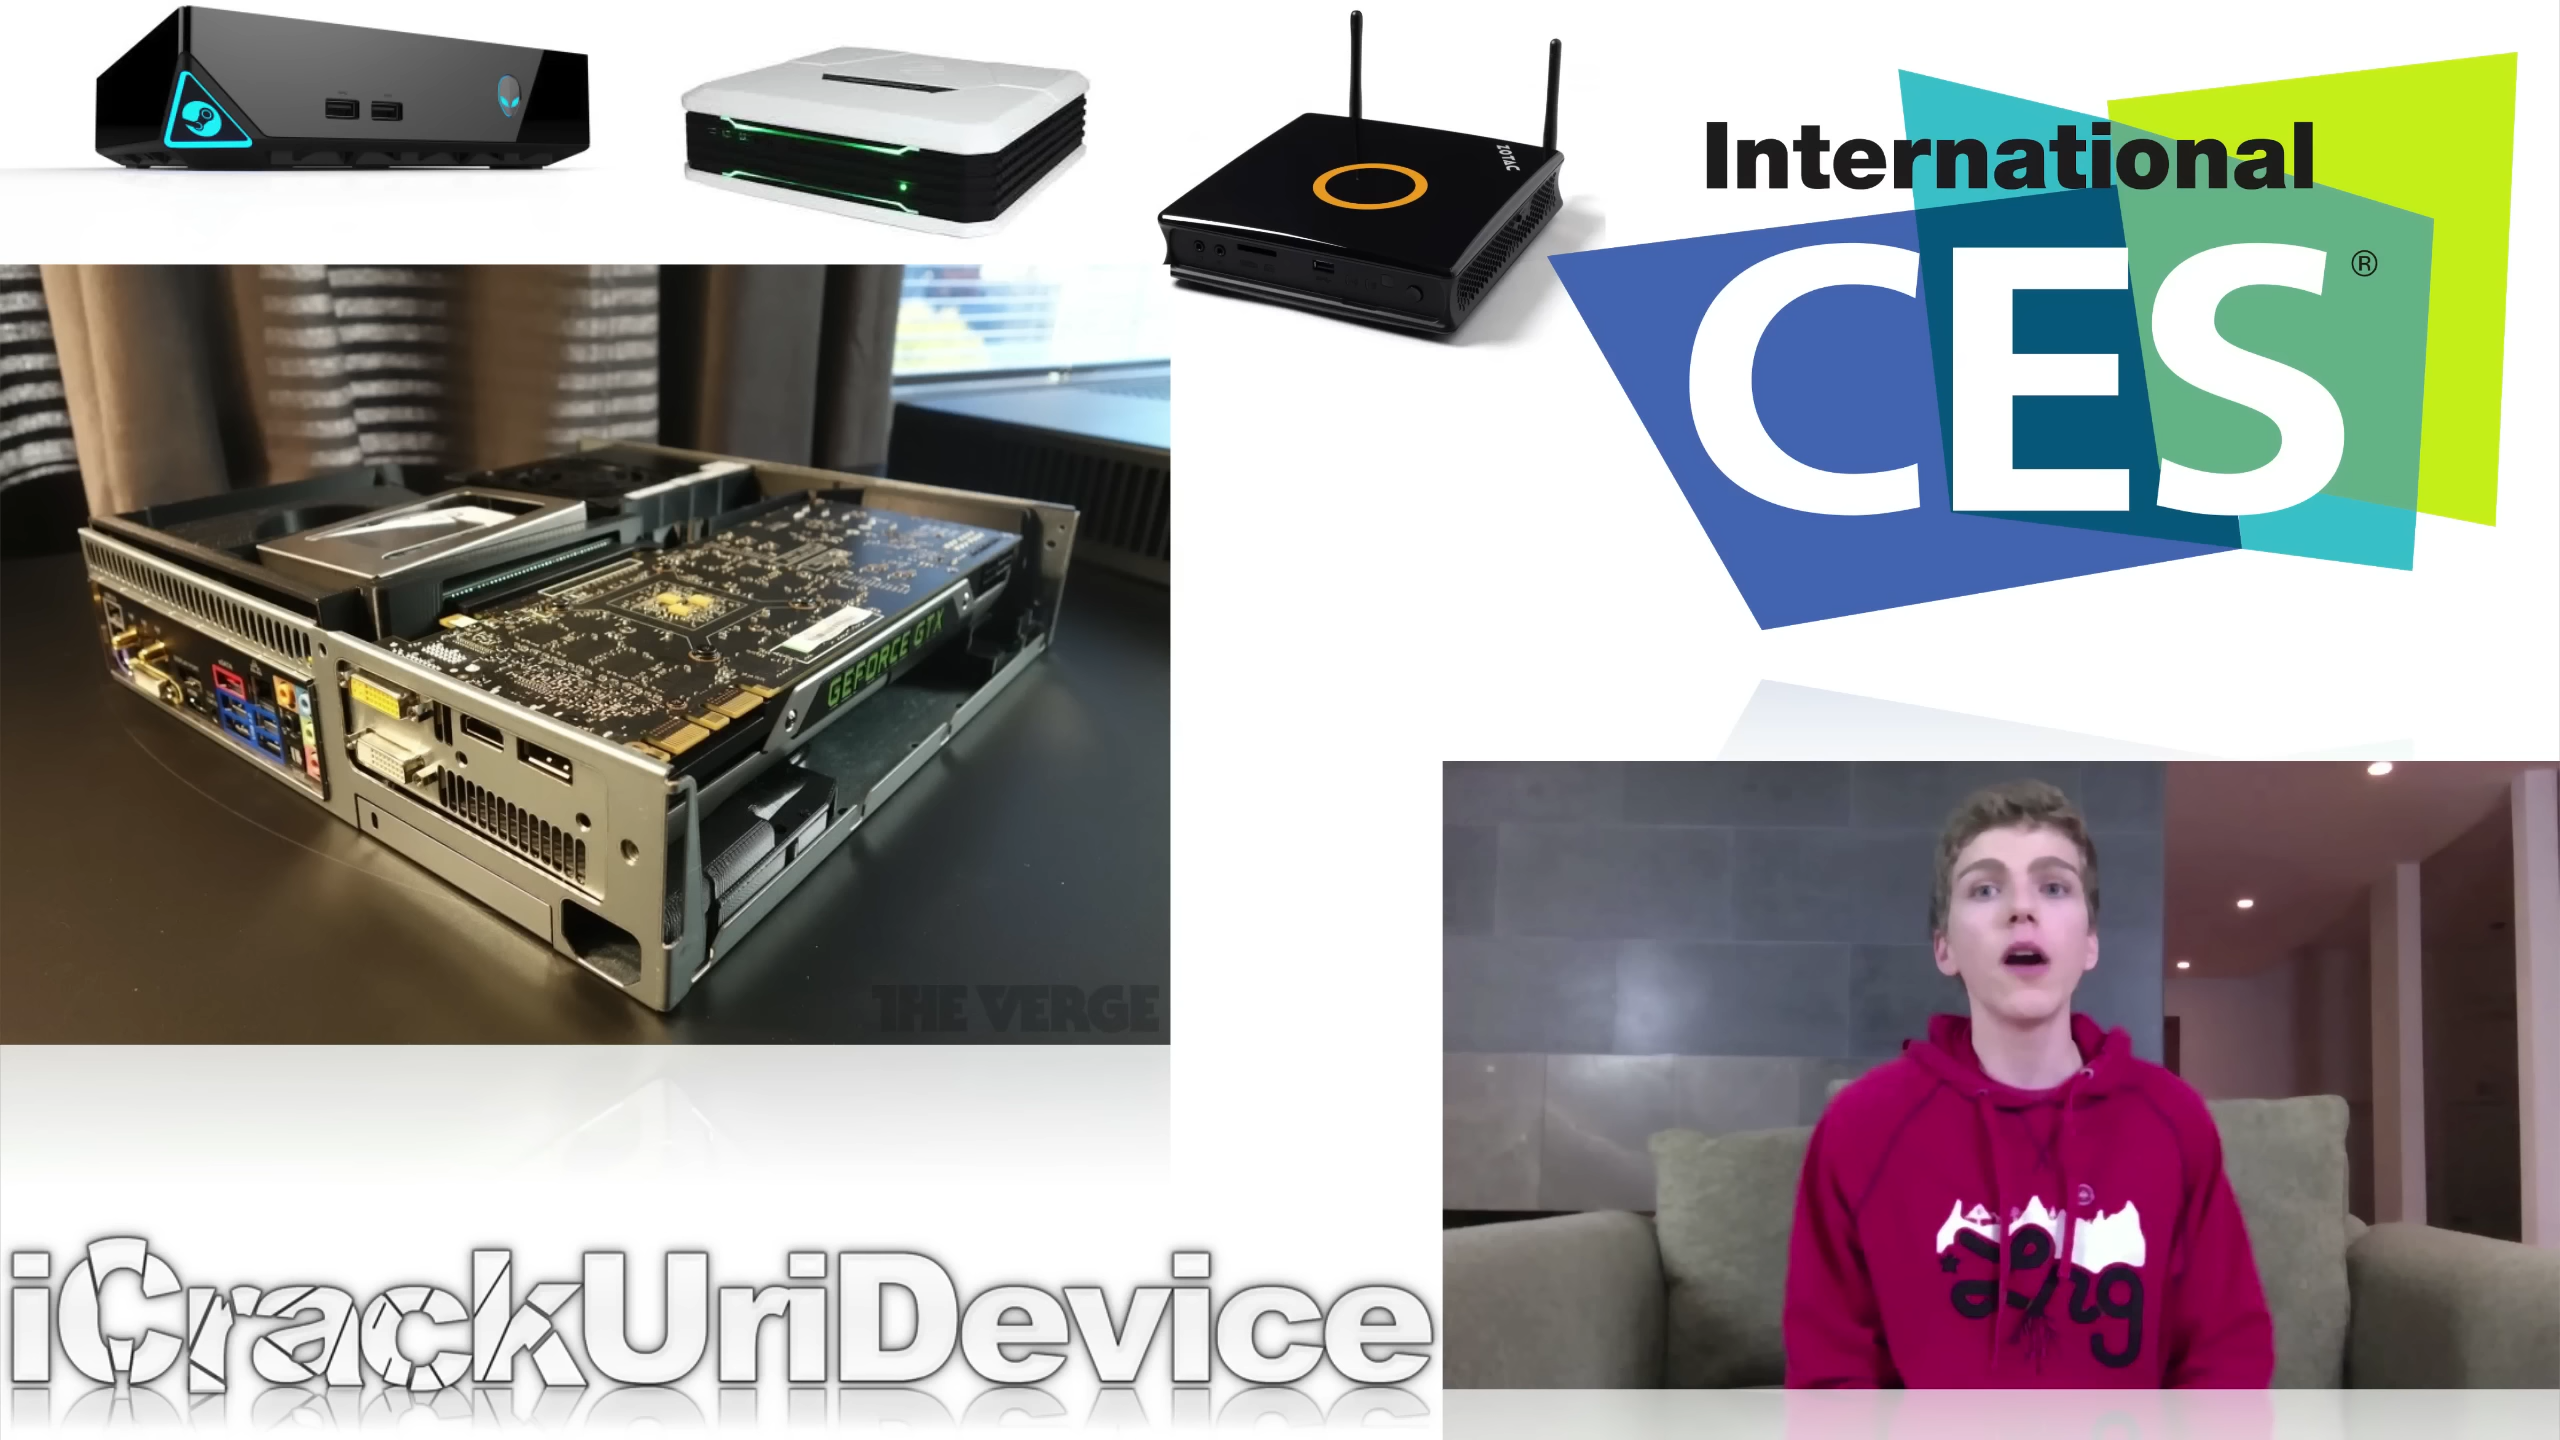 ZOTAC
International
CES®
GEFORCE GTX
THE VERGE
iCrackUriDevice